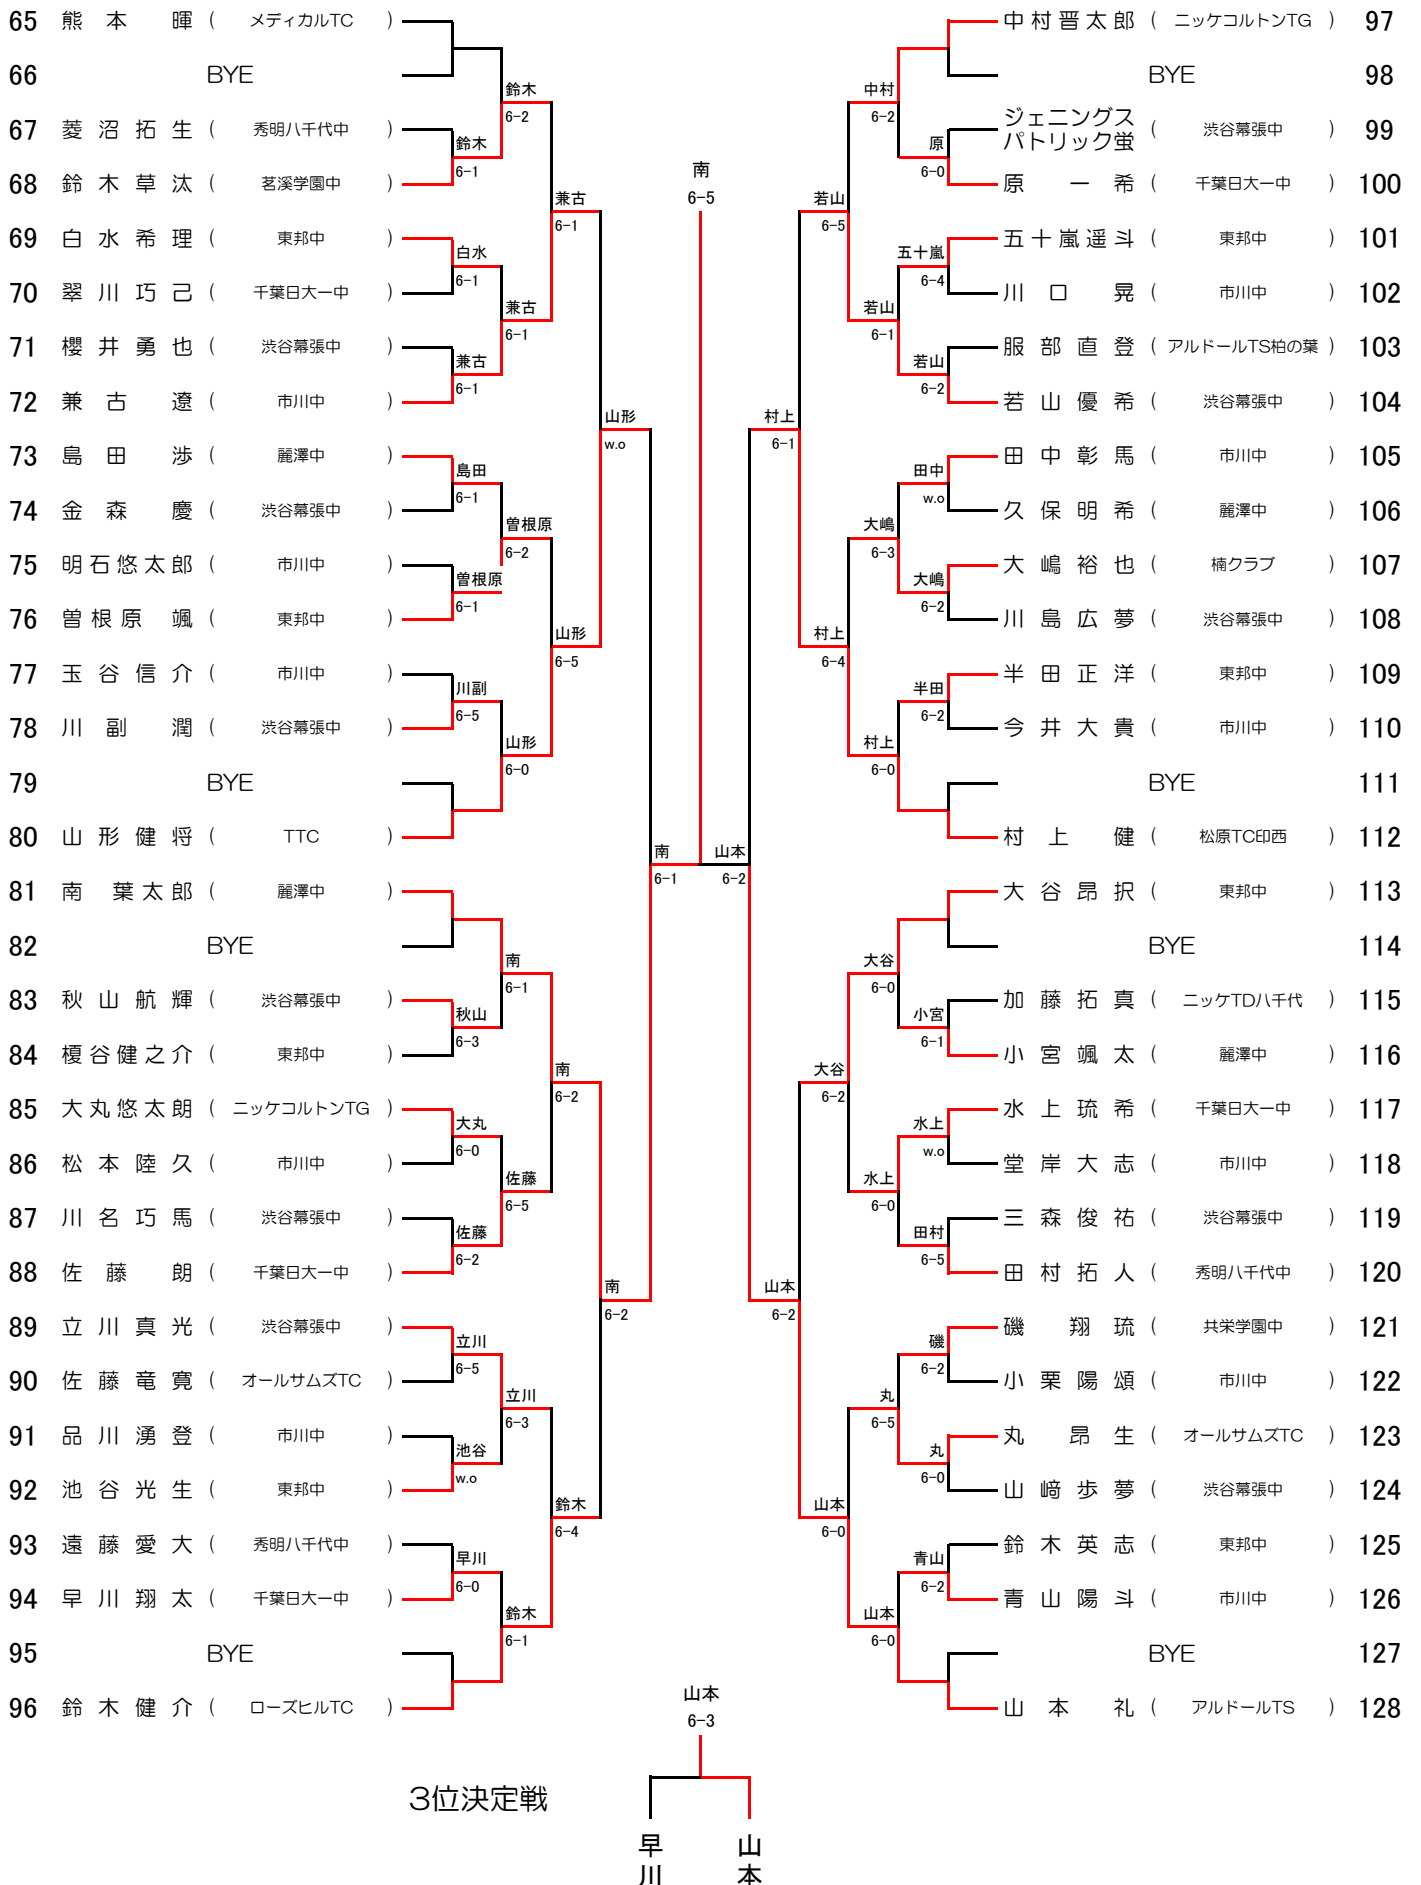 65 熊本 暉 ( メディカルTC )
66 BYE
67 菱沼拓生 ( 秀明八千代中 )
68 鈴木草汰 ( 茗溪学園中 )
69 白水希理 ( 東邦中 )
70 翠川巧己 ( 千葉日大一中 )
71 櫻井勇也 ( 渋谷幕張中 )
72 兼古遼 ( 市川中 )
73 島田渉 ( 麗澤中 )
74 金森慶 ( 渋谷幕張中 )
75 明石悠太郎 ( 市川中 )
76 曽根原颯 ( 東邦中 )
77 玉谷信介 ( 市川中 )
78 川副潤 ( 渋谷幕張中 )
79 BYE
80 山形健将 ( TTC )
81 南葉太郎 ( 麗澤中 )
82 BYE
83 秋山航輝 ( 渋谷幕張中 )
84 榎谷健之介 ( 東邦中 )
85 大丸悠太朗 ( ニッケコルトンTG )
86 松本陸久 ( 市川中 )
87 川名巧馬 ( 渋谷幕張中 )
88 佐藤朗 ( 千葉日大一中 )
89 立川真光 ( 渋谷幕張中 )
90 佐藤竜寛 ( オールサムズTC )
91 品川湧登 ( 市川中 )
92 池谷光生 ( 東邦中 )
93 遠藤愛大 ( 秀明八千代中 )
94 早川翔太 ( 千葉日大一中 )
95 BYE
96 鈴木健介 ( ローズヒルTC )
鈴木
6-1
白水
6-1
兼古
6-1
島田
6-1
曽根原
6-1
川副
6-5
秋山
6-3
大丸
6-0
佐藤
6-2
立川
6-5
池谷
w.o
早川
6-0
鈴木
6-2
兼古
6-1
曽根原
6-2
山形
6-0
南
6-1
佐藤
6-5
立川
6-3
鈴木
6-1
兼古
6-1
山形
6-5
南
6-2
鈴木
6-4
山形
w.o
南
6-2
南
6-1
南
6-5
山本
6-2
村上
6-1
山本
6-2
若山
6-5
村上
6-4
大谷
6-2
山本
6-0
中村
6-2
若山
6-1
大嶋
6-3
村上
6-0
大谷
6-0
水上
6-0
丸
6-5
山本
6-0
原
6-0
五十嵐
6-4
若山
6-2
田中
w.o
大嶋
6-2
半田
6-2
小宮
6-1
水上
w.o
田村
6-5
磯
6-2
丸
6-0
青山
6-2
中村晋太郎 ( ニッケコルトンTG ) 97
BYE 98
ジェニングス
パトリック蛍 ( 渋谷幕張中 ) 99
原一希 ( 千葉日大一中 ) 100
五十嵐遥斗 ( 東邦中 ) 101
川口晃 ( 市川中 ) 102
服部直登 ( アルドールTS柏の葉 ) 103
若山優希 ( 渋谷幕張中 ) 104
田中彰馬 ( 市川中 ) 105
久保明希 ( 麗澤中 ) 106
大嶋裕也 ( 楠クラブ ) 107
川島広夢 ( 渋谷幕張中 ) 108
半田正洋 ( 東邦中 ) 109
今井大貴 ( 市川中 ) 110
BYE 111
村上健 ( 松原TC印西 ) 112
大谷昂択 ( 東邦中 ) 113
BYE 114
加藤拓真 ( ニッケTD八千代 ) 115
小宮颯太 ( 麗澤中 ) 116
水上琉希 ( 千葉日大一中 ) 117
堂岸大志 ( 市川中 ) 118
三森俊祐 ( 渋谷幕張中 ) 119
田村拓人 ( 秀明八千代中 ) 120
磯翔琉 ( 共栄学園中 ) 121
小栗陽頌 ( 市川中 ) 122
丸昂生 ( オールサムズTC ) 123
山﨑歩夢 ( 渋谷幕張中 ) 124
鈴木英志 ( 東邦中 ) 125
青山陽斗 ( 市川中 ) 126
BYE 127
山本礼 ( アルドールTS ) 128
山本
6-3
3位決定戦
早川
山本